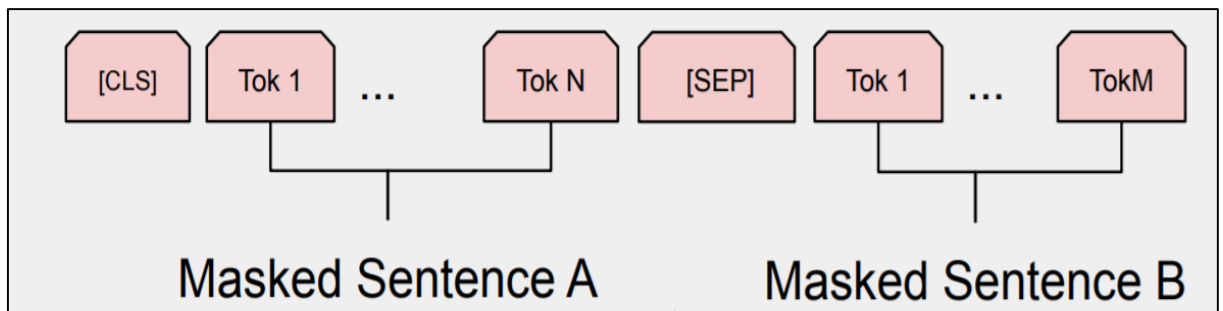 [CLS] Tok 1 ... Tok N [SEP] Tok 1 ... TokM
Masked Sentence A Masked Sentence B